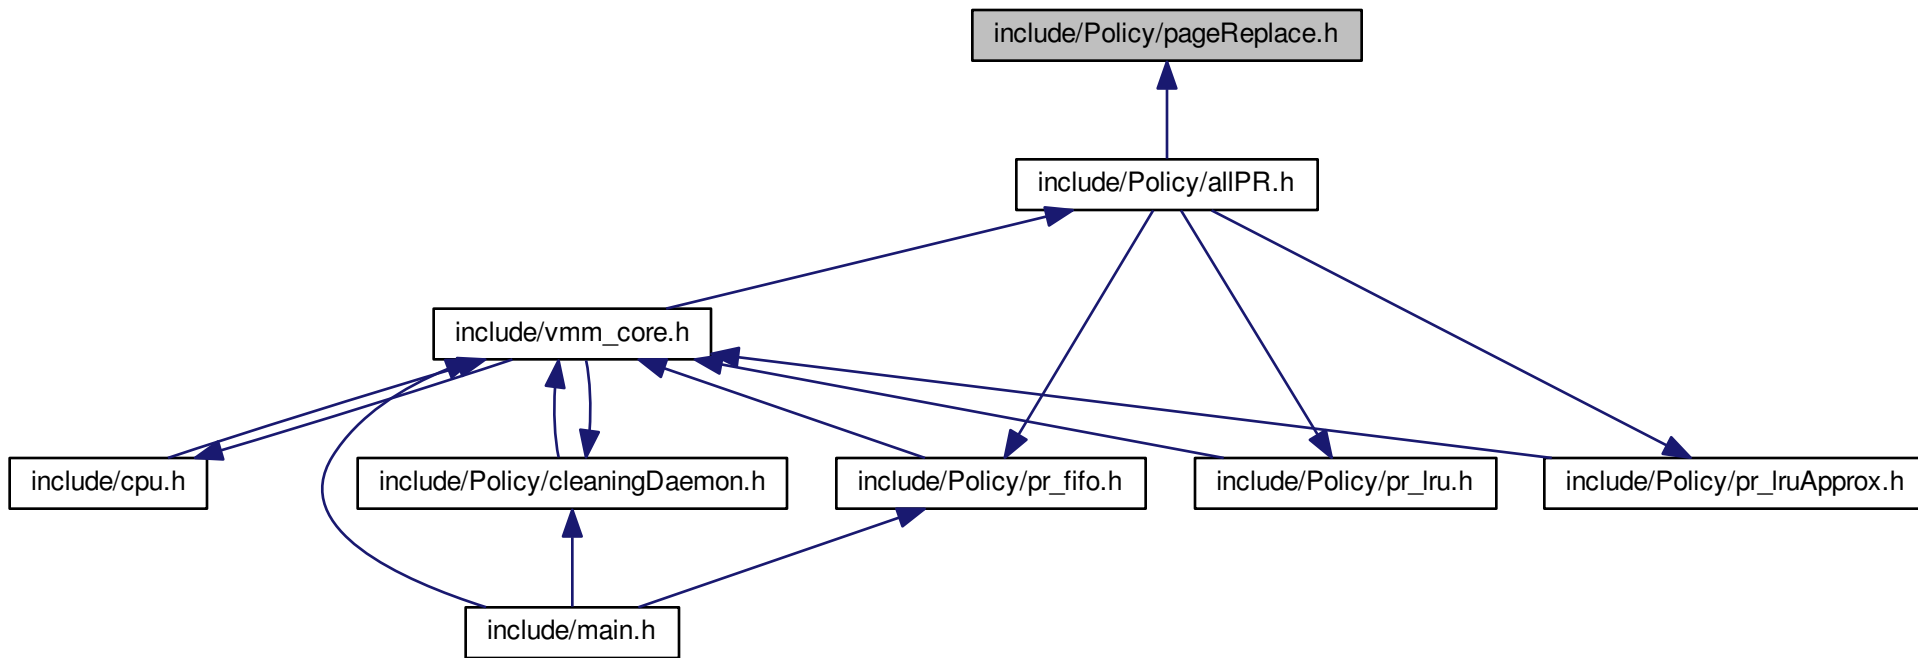 include/Policy/pageReplace.h
include/Policy/allPR.h
include/vmm_core.h
include/cpu.h
include/Policy/cleaningDaemon.h
include/Policy/pr_fifo.h
include/Policy/pr_lru.h
include/Policy/pr_lruApprox.h
include/main.h